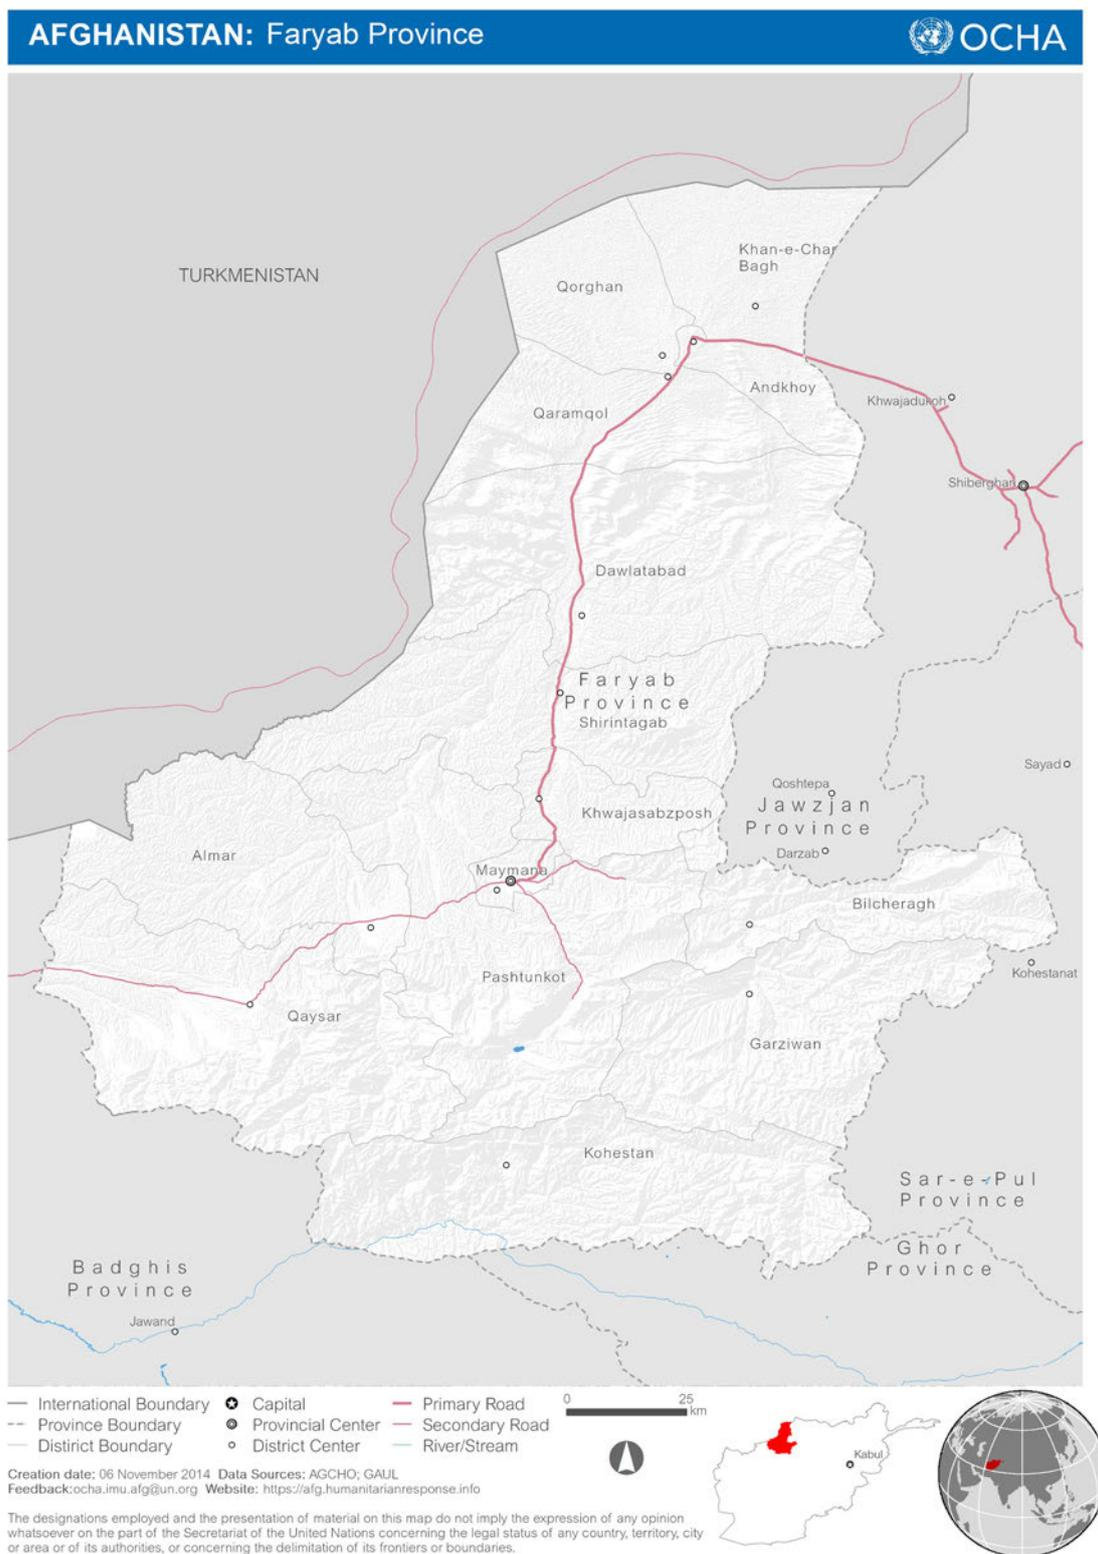 AFGHANISTAN: Faryab Province
OCHA
TURKMENISTAN
Khan-e-Char
Bagh
Qorghan
Andkhoy
Khwajadukoh
Qaramqol
Shiberghan
Dawlatabad
Faryab
Province
Shirintagab
Sayad
Qoshtepa
Jawzjan
Province
Khwajasabzposh
Darzab
Almar
Maymana
Bilcheragh
Kohestanat
Pashtunkot
Qaysar
Garziwan
Kohestan
Sar-e-Pul
Province
Ghor
Province
Badghis
Province
Jawand
International Boundary
Province Boundary
District Boundary
Capital
Provincial Center
District Center
Primary Road
Secondary Road
River/Stream
0 25
km
Kabul
Creation date: 06 November 2014 Data Sources: AGCHO; GAUL
Feedback:ocha.imu.afg@un.org Website: https://afg.humanitarianresponse.info
The designations employed and the presentation of material on this map do not imply the expression of any opinion
whatsoever on the part of the Secretariat of the United Nations concerning the legal status of any country, territory, city
or area or of its authorities, or concerning the delimitation of its frontiers or boundaries.